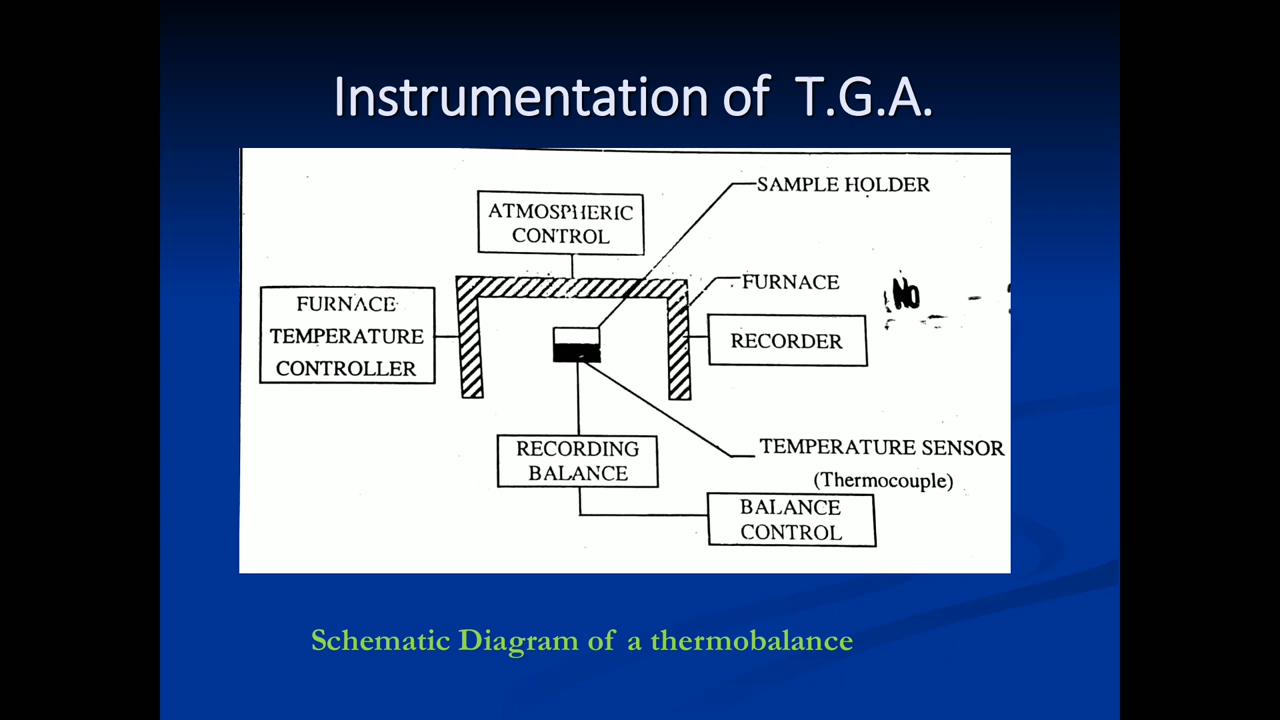 Instrumentation of T.G.A.
SAMPLE HOLDER
ATMOSPHERIC
CONTROL
FURNACE
No
FURNACE
TEMPERATURE
CONTROLLER
RECORDER
RECORDING
BALANCE
TEMPERATURE SENSOR
(Thermocouple)
BALANCE
CONTROL
Schematic Diagram of a thermobalance